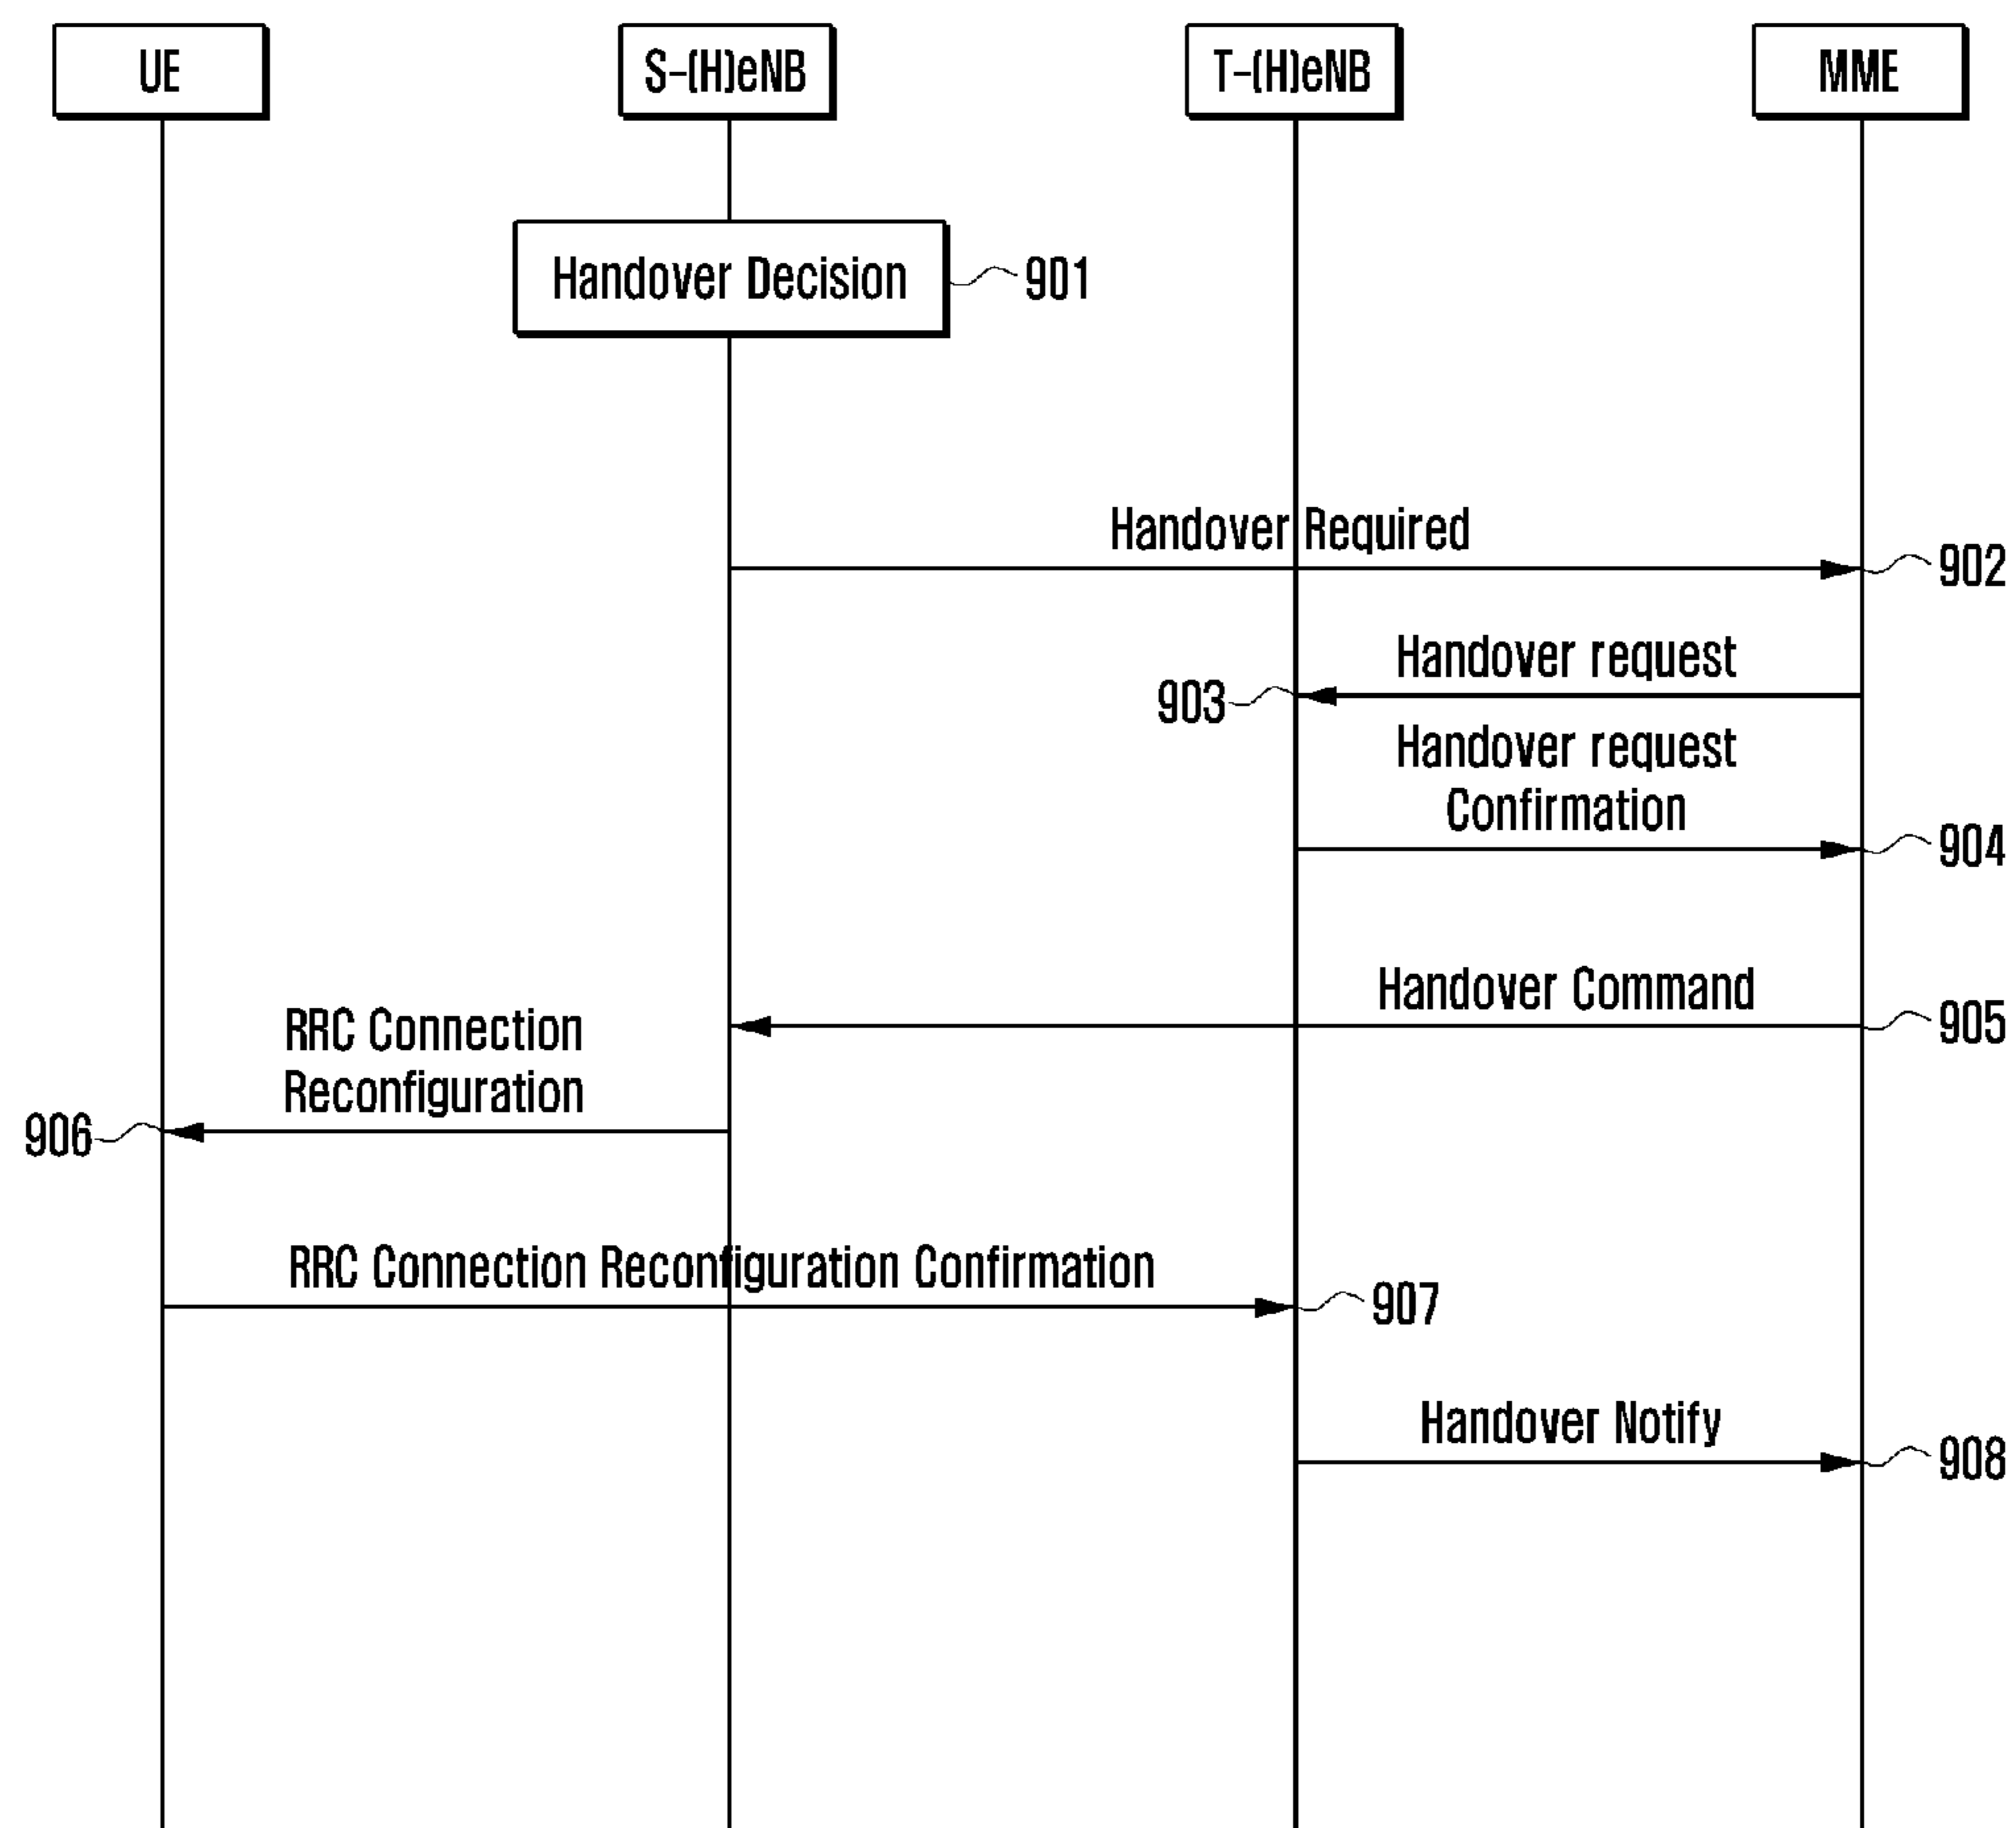 UE
S-(H)eNB
T-(H)eNB
MME
Handover Decision
901
Handover Required
902
Handover request
903
Handover request
Confirmation
904
Handover Command
905
RRC Connection
Reconfiguration
906
RRC Connection Reconfiguration Confirmation
907
Handover Notify
908